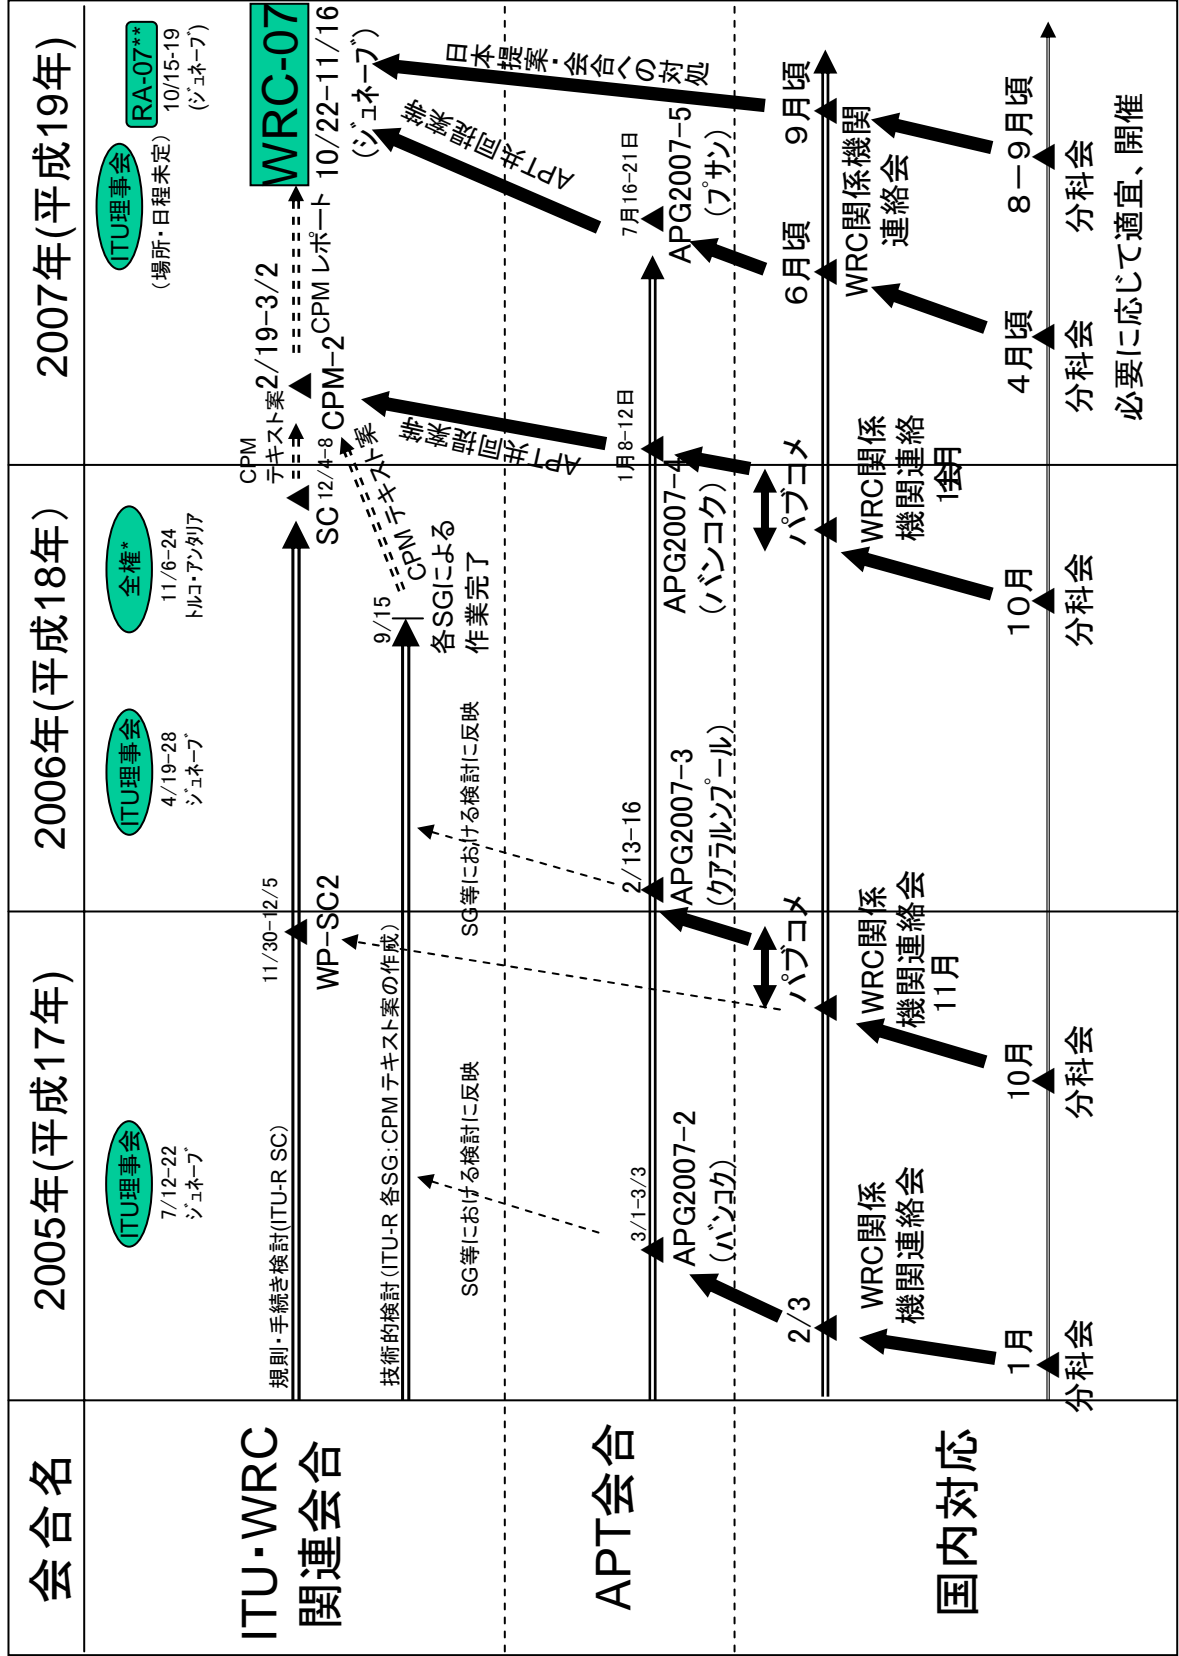 会合名
2005年(平成17年)
2006年(平成18年)
2007年(平成19年)
ITU・WRC
関連会合
ITU理事会
7/12-22
ジュネーブ
ITU理事会
4/19-28
ジュネーブ
全権*
11/6-24
トルコ・アンタリア
ITU理事会
(場所・日程未定)
RA-07**
10/15-19
(ジュネーブ)
規則・手続き検討(ITU-R SC)
11/30-12/5
WP-SC2
SC 12/4-8
CPM
テキスト案
2/19-3/2
CPM-2
CPM レポート
WRC-07
10/22-11/16
(ジュネーブ)
技術的検討(ITU-R 各SG:CPM テキスト案の作成)
9/15
各SGによる
作業完了
CPM テキスト案
SG等における検討に反映
SG等における検討に反映
APT共同提案等
APT共同提案等
日本提案・会合への対処
APT会合
3/1-3/3
APG2007-2
(バンコク)
2/13-16
APG2007-3
(クアラルンプール)
1月8-12日
APG2007-4
(バンコク)
7月16-21日
APG2007-5
(プサン)
国内対応
2/3
WRC関係
機関連絡会
パブコメ
WRC関係
機関連絡会
11月
パブコメ
WRC関係
機関連絡
会
11月
6月頃
9月頃
WRC関係機関
連絡会
1月
分科会
10月
分科会
10月
分科会
4月頃
分科会
8-9月頃
分科会
必要に応じて適宜、開催